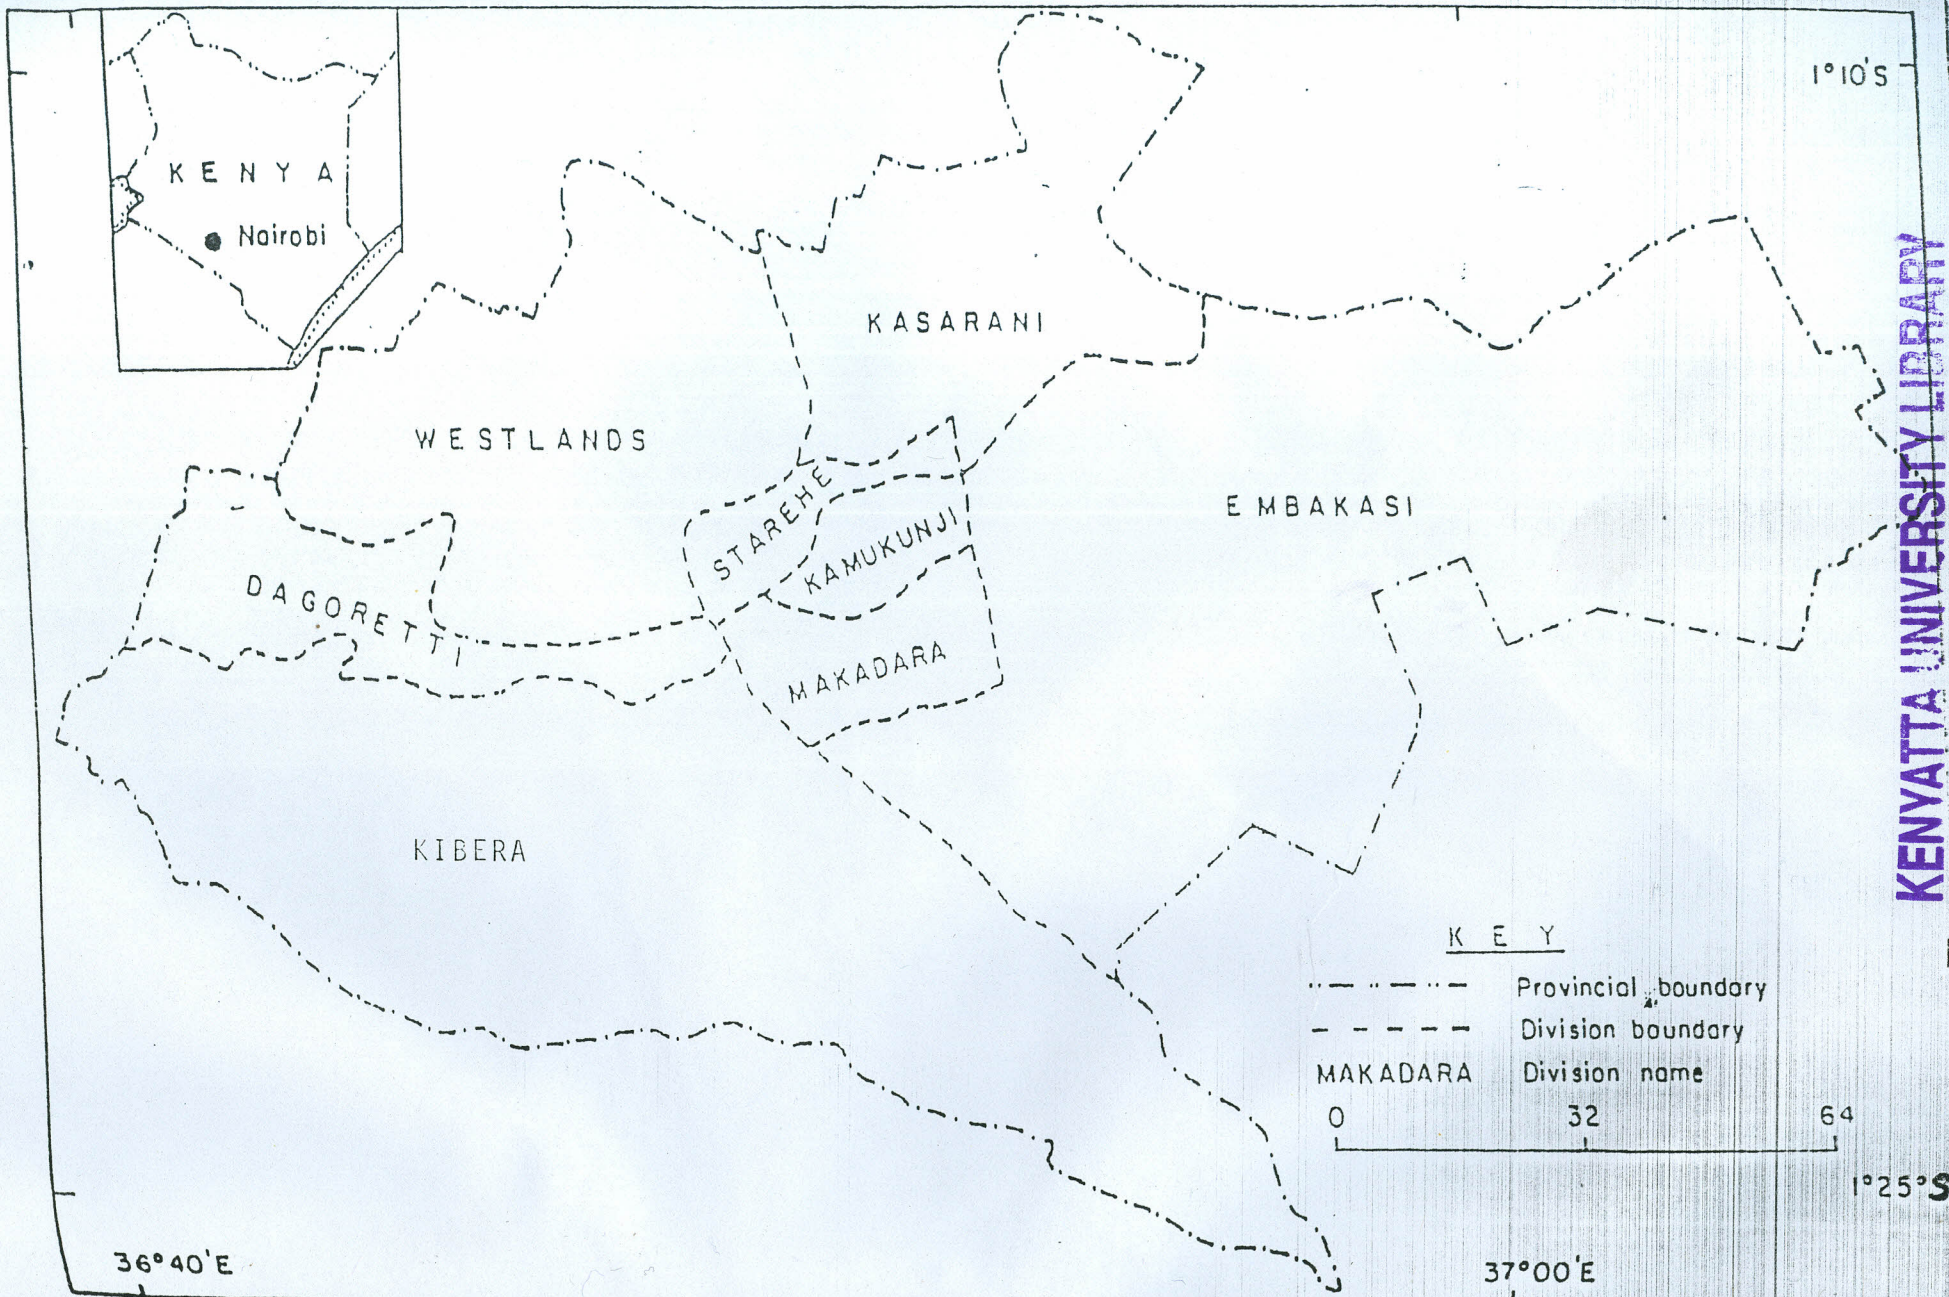 1°10'S
KENYA
Nairobi
KASARANI
WESTLANDS
STAREHE
EMBAKASI
KAMUKUNJI
DAGORETTI
MAKADARA
KIBERA
KENYATTA UNIVERSITY LIBRARY
KEY
Provincial boundary
Division boundary
MAKADARA Division name
0 32 64
1°25°S
36°40'E
37°00'E